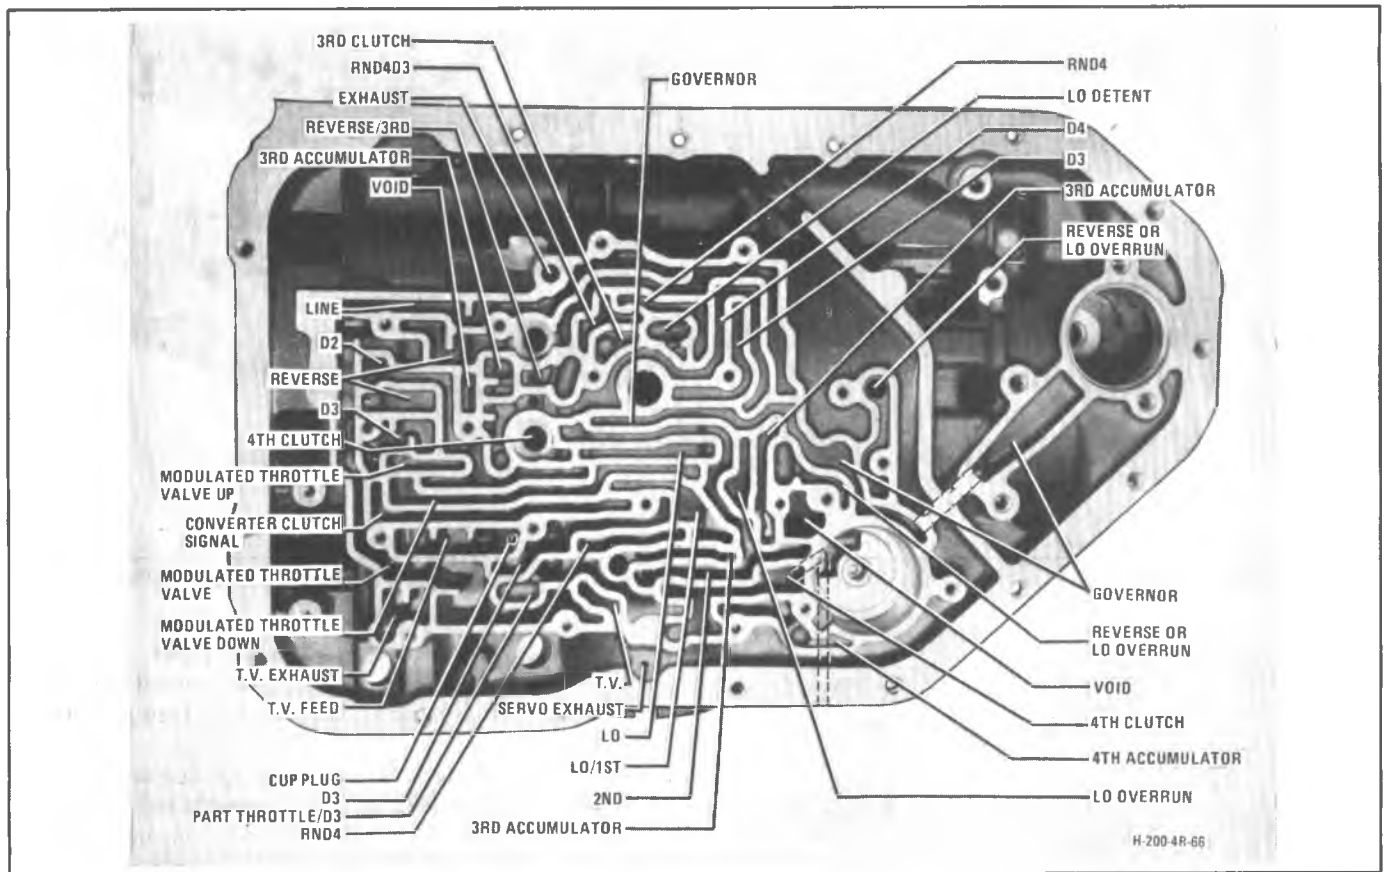 3RD CLUTCH
RND4D3
EXHAUST
REVERSE/3RD
3RD ACCUMULATOR
VOID
GOVERNOR
RND4
LO DETENT
D4
D3
3RD ACCUMULATOR
REVERSE OR
LO OVERRUN
LINE
D2
REVERSE
D3
4TH CLUTCH
MODULATED THROTTLE
VALVE UP
CONVERTER CLUTCH
SIGNAL
MODULATED THROTTLE
VALVE
MODULATED THROTTLE
VALVE DOWN
T.V. EXHAUST
T.V. FEED
CUP PLUG
D3
PART THROTTLE/D3
RND4
T.V.
SERVO EXHAUST
LO
LO/1ST
2ND
3RD ACCUMULATOR
GOVERNOR
REVERSE OR
LO OVERRUN
VOID
4TH CLUTCH
4TH ACCUMULATOR
LO OVERRUN
H-200-4R-66